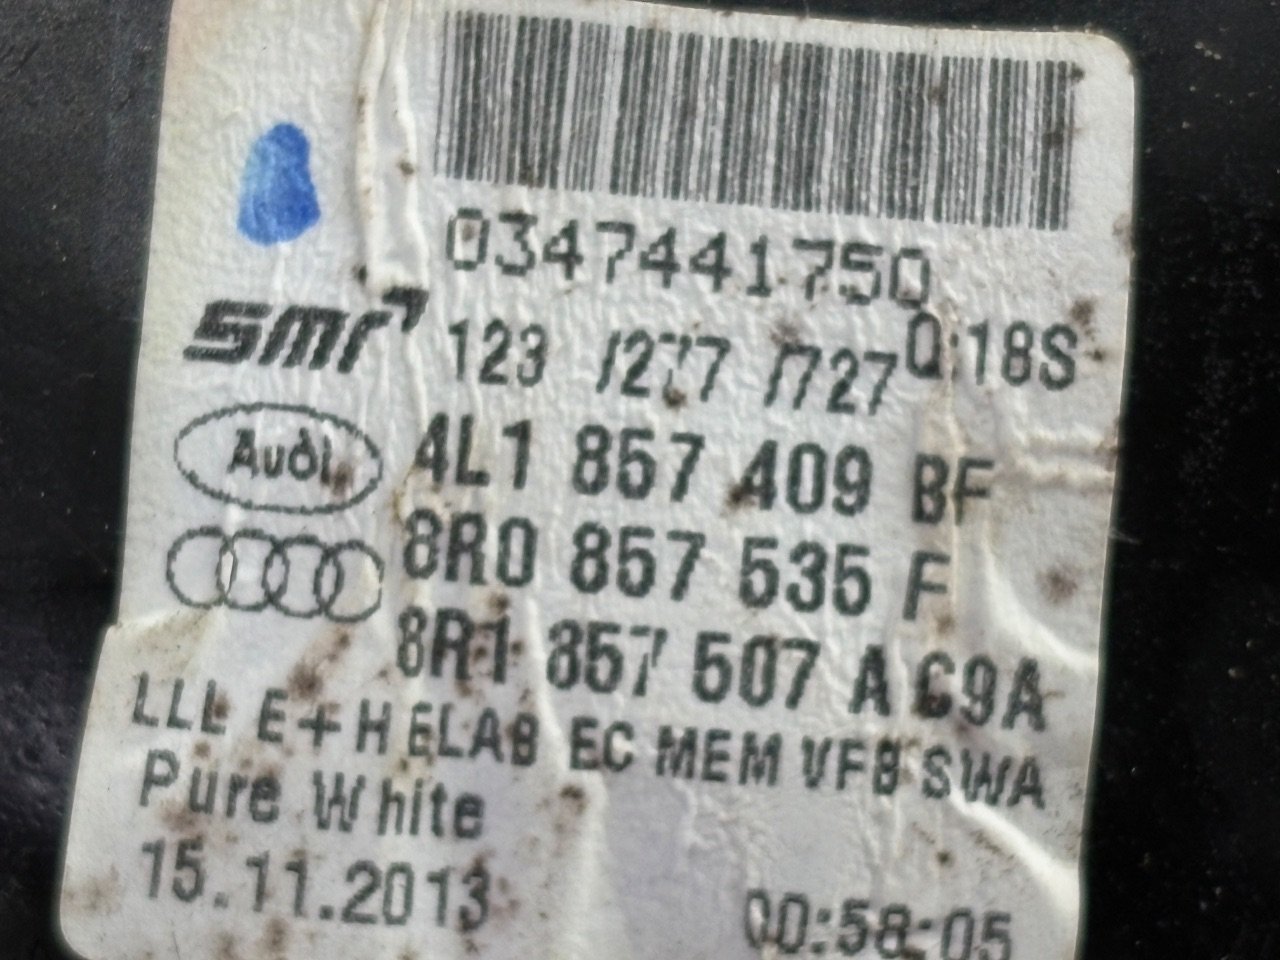 0347441750
smr 123 /277 /727 Q:18S
Audi 4L1 857 409 BF
8R0 857 535 F
8R1 857 507 A C9A
LLL E+H ELAB EC MEM VFB SWA
Pure White
15.11.2013 00:58:05